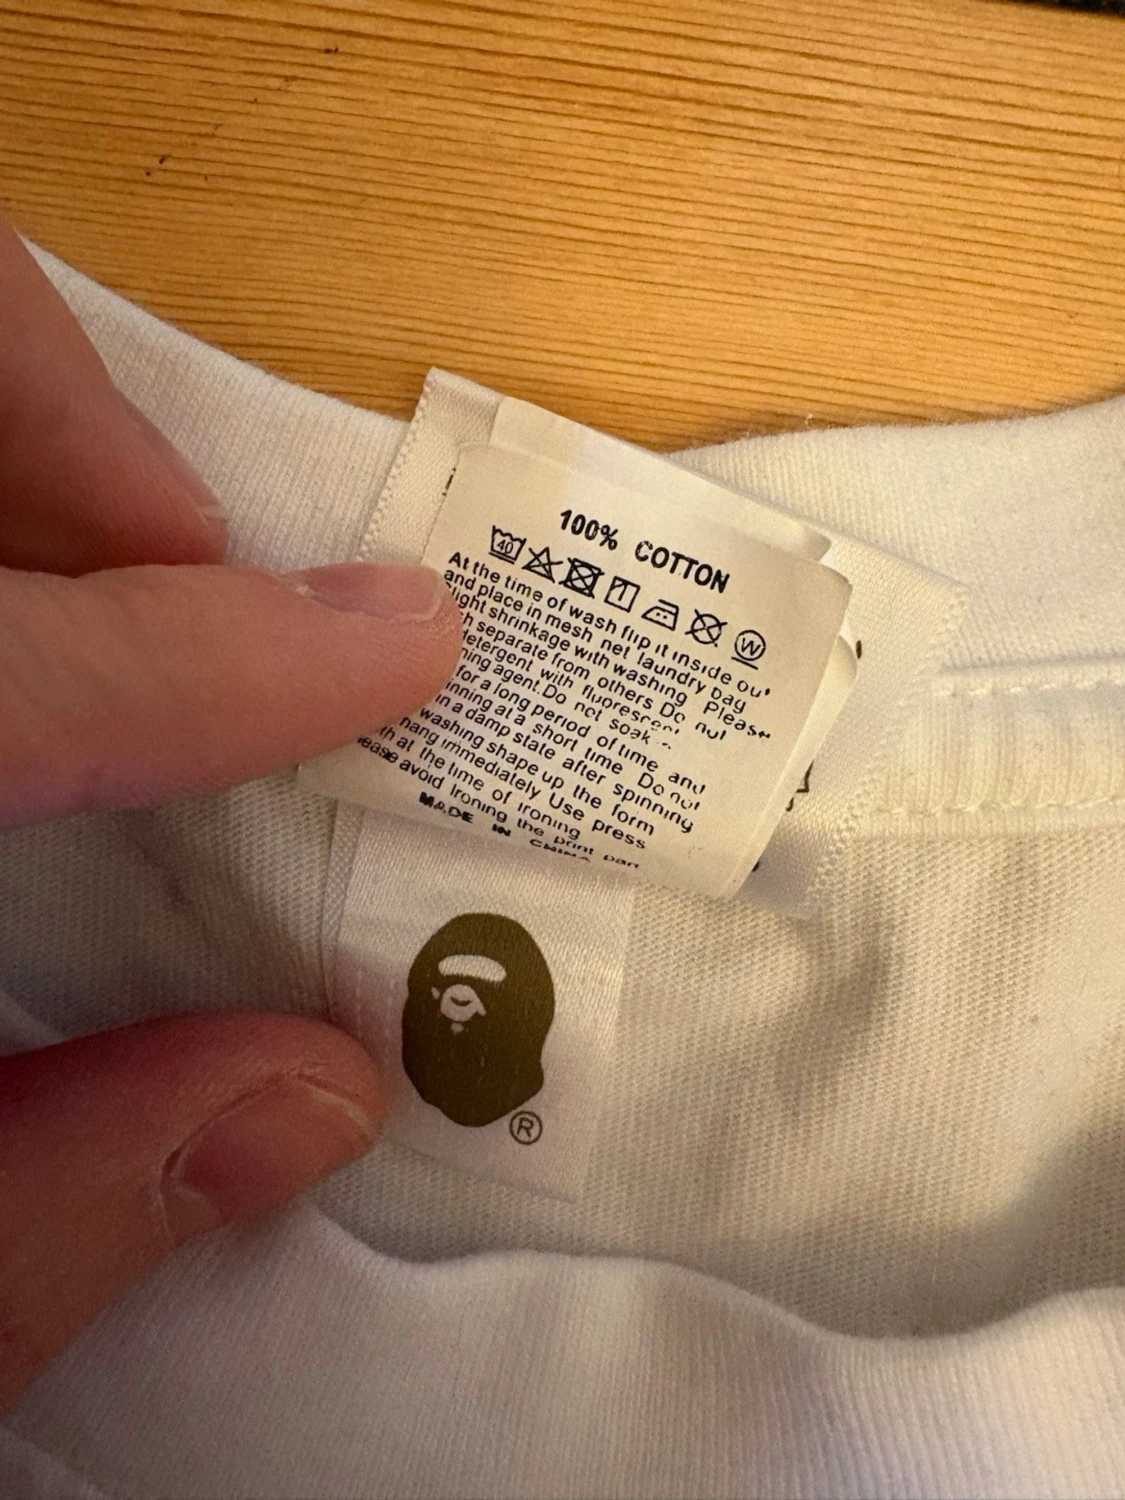 100% COTTON
40
W
At the time of wash flip it inside out
and place in mesh net laundry bag
Slight shrinkage with washing Please
separate from others Do not
detergent with fluorescent
agent. Do not soak
for a long period of time and
at a short time Do not
in a damp state after spinning
washing shape up the form
hang immediately Use press
at the time of ironing
avoid Ironing the print part
MADE IN CHINA
®